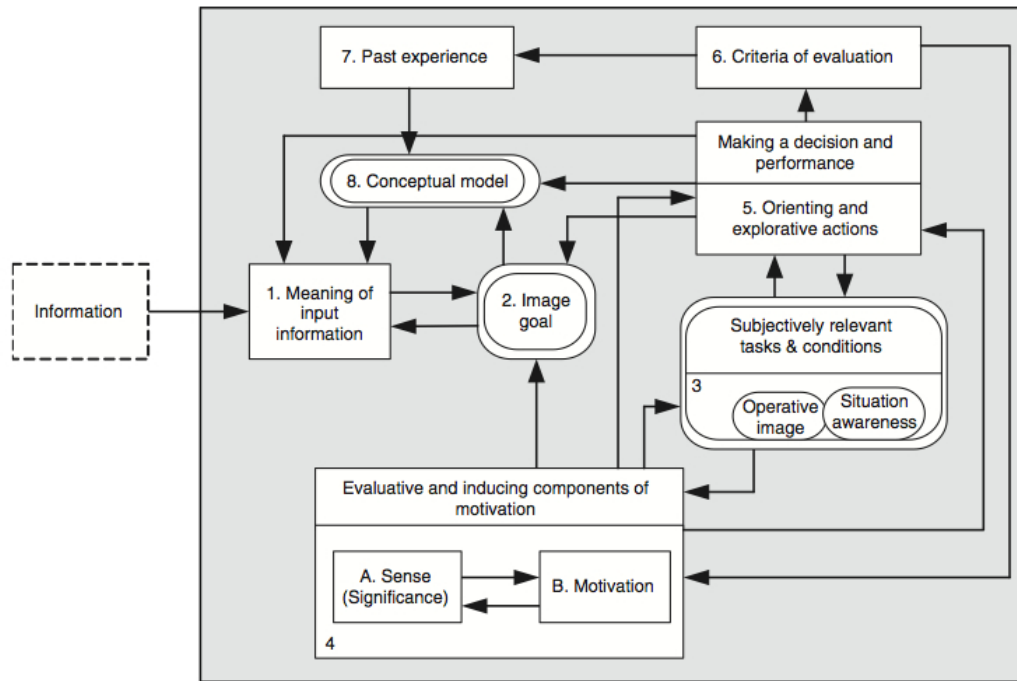 7. Past experience
6. Criteria of evaluation
Making a decision and
performance
8. Conceptual model
5. Orienting and
explorative actions
Information
1. Meaning of
input
information
2. Image
goal
Subjectively relevant
tasks & conditions
3
Operative
image
Situation
awareness
Evaluative and inducing components of
motivation
A. Sense
(Significance)
B. Motivation
4